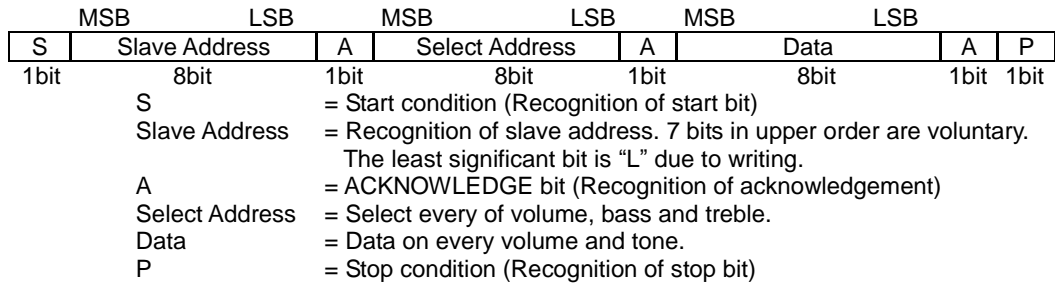 MSB LSB MSB LSB MSB LSB
S Slave Address A Select Address A Data A P
1bit 8bit 1bit 8bit 1bit 8bit 1bit 1bit
S = Start condition (Recognition of start bit)
Slave Address = Recognition of slave address. 7 bits in upper order are voluntary.
The least significant bit is “L” due to writing.
A = ACKNOWLEDGE bit (Recognition of acknowledgement)
Select Address = Select every of volume, bass and treble.
Data = Data on every volume and tone.
P = Stop condition (Recognition of stop bit)